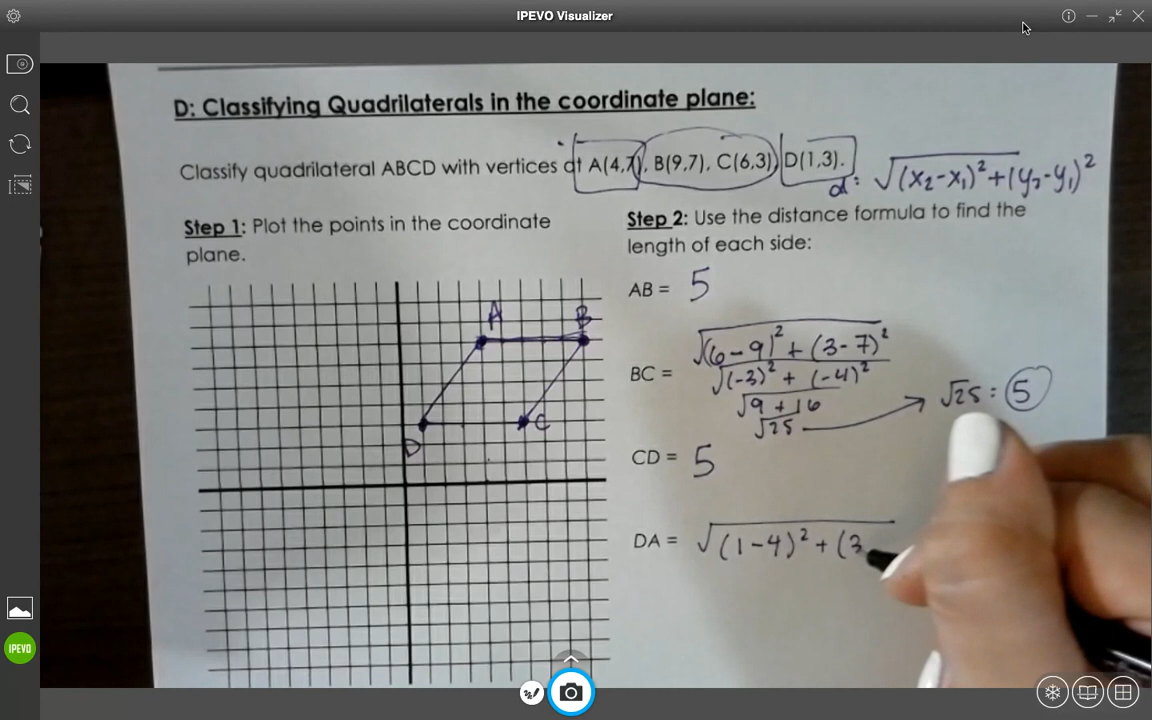 IPEVO Visualizer
D: Classifying Quadrilaterals in the coordinate plane:
Classify quadrilateral ABCD with vertices at A(4,7), B(9,7), C(6,3), D(1,3).
d = √(x₂-x₁)² + (y₂-y₁)²
Step 1: Plot the points in the coordinate
plane.
A
B
C
D
Step 2: Use the distance formula to find the
length of each side:
AB = 5
BC = √(6-9)² + (3-7)²
√(-3)² + (-4)²
√9 + 16
√25
√25 = 5
CD = 5
DA = √(1-4)² + (3
IPEVO